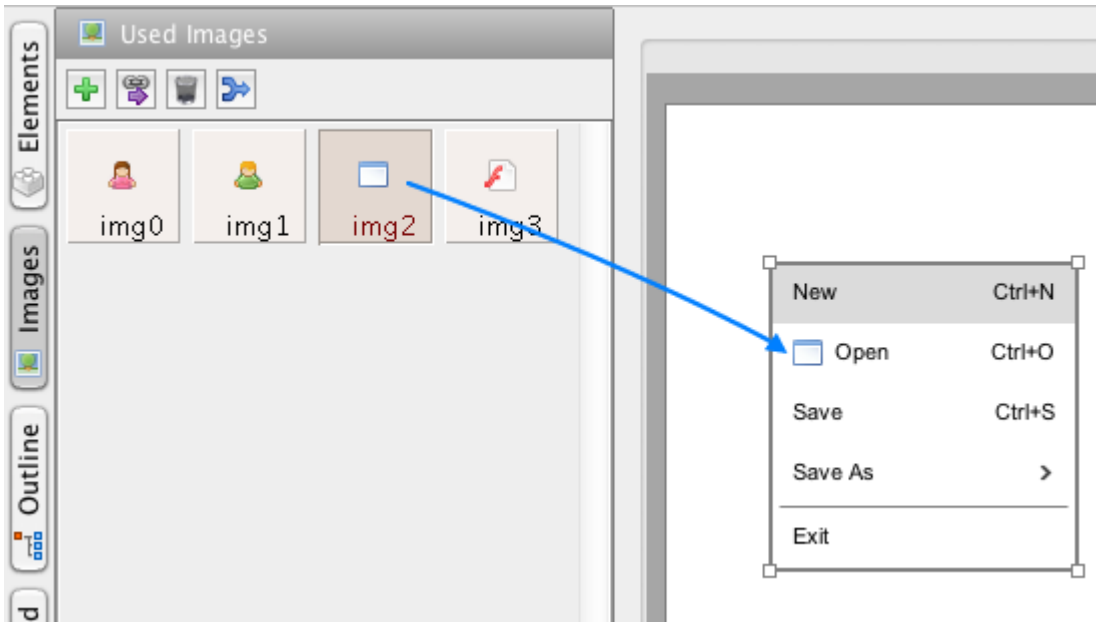 Used Images
Elements
Images
Outline
img0 img1 img2 img3
New Ctrl+N
Open Ctrl+O
Save Ctrl+S
Save As
Exit